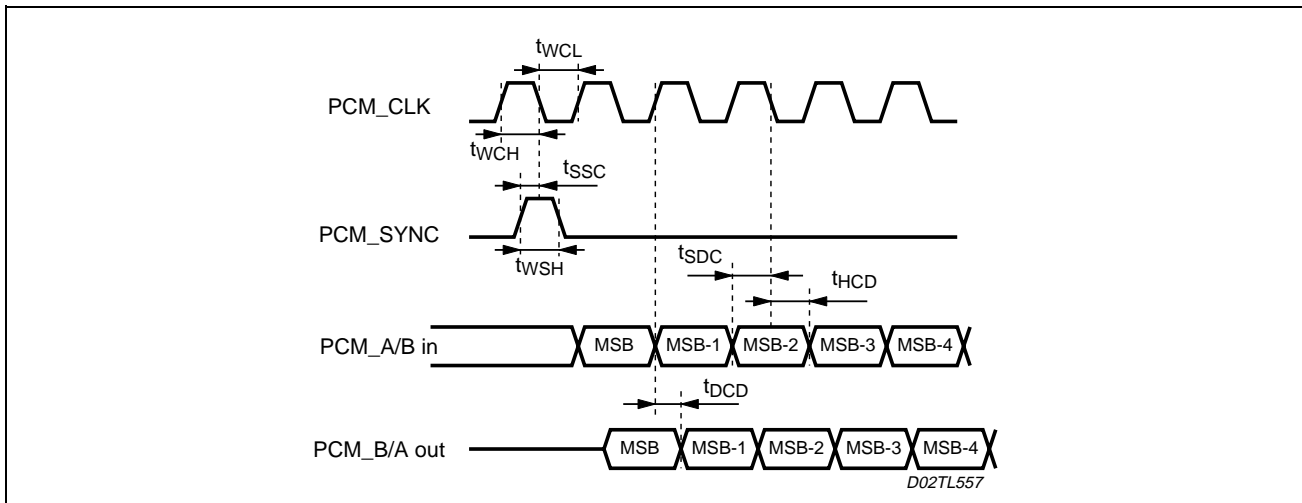 tWCL
PCM_CLK
tWCH
tSSC
PCM_SYNC
tWSH
tSDC
tHCD
PCM_A/B in
MSB MSB-1 MSB-2 MSB-3 MSB-4
tDCD
PCM_B/A out
MSB MSB-1 MSB-2 MSB-3 MSB-4
D02TL557